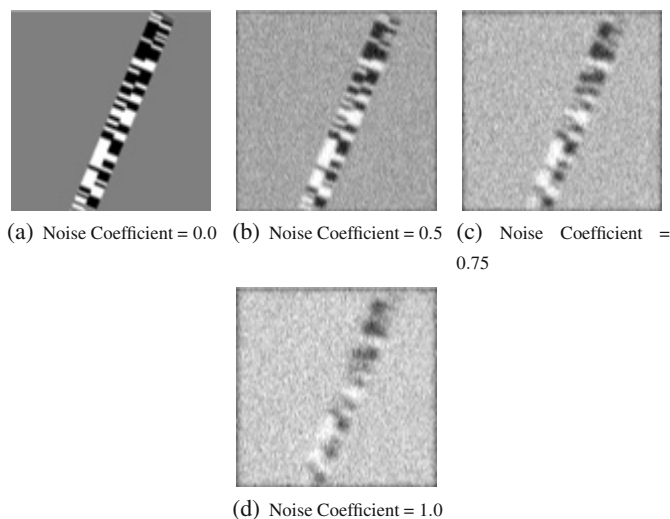 (a) Noise Coefficient = 0.0 (b) Noise Coefficient = 0.5 (c) Noise Coefficient =
0.75
(d) Noise Coefficient = 1.0